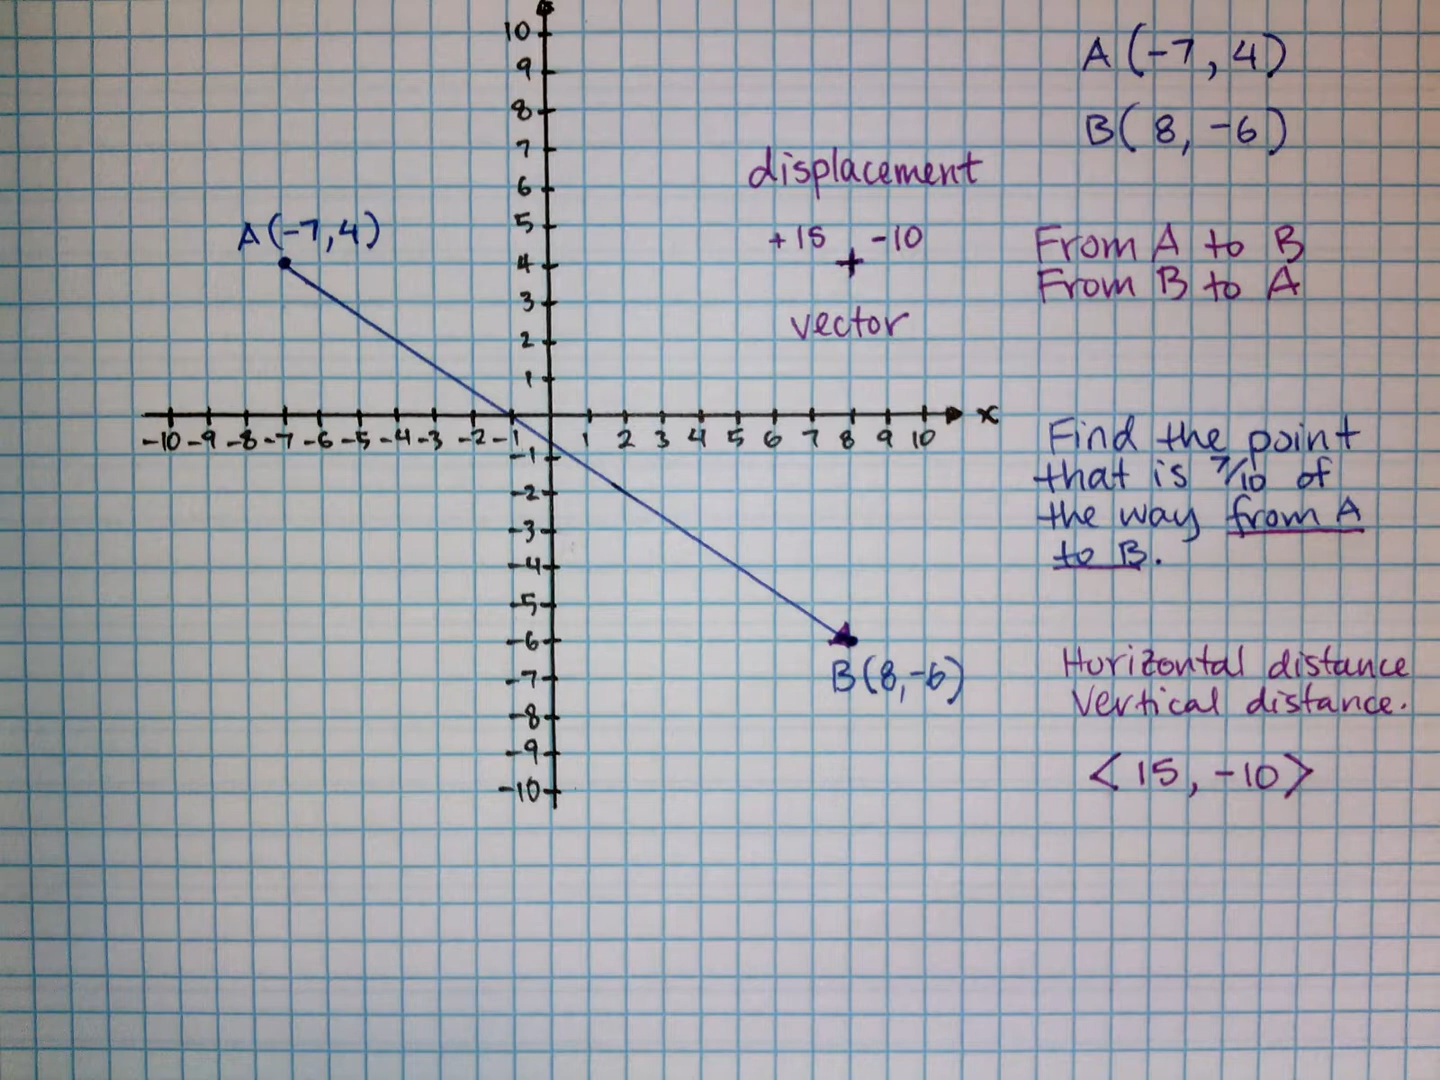 A(-7,4)
B(8,-6)
displacement
+15 -10
+
vector
From A to B
From B to A
A(-7,4)
10
9
8
7
6
5
4
3
2
1
-10 -9 -8 -7 -6 -5 -4 -3 -2 -1 1 2 3 4 5 6 7 8 9 10 x
-1
-2
-3
-4
-5
-6
-7
-8
-9
-10
B(8,-6)
Find the point
that is 7/10 of
the way from A
to B.
Horizontal distance
Vertical distance.
<15, -10>